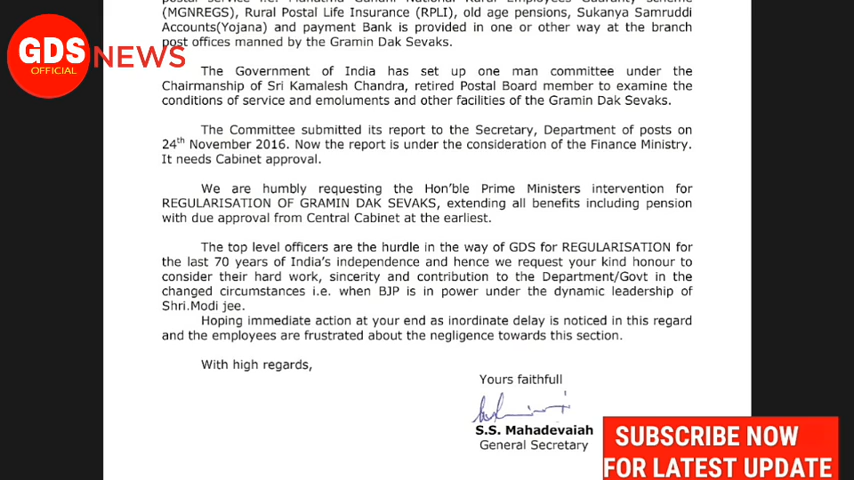 postal service i.e. Mahatma Gandhi National Rural Employees Guaranty Scheme
(MGNREGS), Rural Postal Life Insurance (RPLI), old age pensions, Sukanya Samruddi
Accounts(Yojana) and payment Bank is provided in one or other way at the branch
post offices manned by the Gramin Dak Sevaks.
GDS NEWS
OFFICIAL
The Government of India has set up one man committee under the
Chairmanship of Sri Kamalesh Chandra, retired Postal Board member to examine the
conditions of service and emoluments and other facilities of the Gramin Dak Sevaks.
The Committee submitted its report to the Secretary, Department of posts on
24th November 2016. Now the report is under the consideration of the Finance Ministry.
It needs Cabinet approval.
We are humbly requesting the Hon'ble Prime Ministers intervention for
REGULARISATION OF GRAMIN DAK SEVAKS, extending all benefits including pension
with due approval from Central Cabinet at the earliest.
The top level officers are the hurdle in the way of GDS for REGULARISATION for
the last 70 years of India's independence and hence we request your kind honour to
consider their hard work, sincerity and contribution to the Department/Govt in the
changed circumstances i.e. when BJP is in power under the dynamic leadership of
Shri.Modi jee.
Hoping immediate action at your end as inordinate delay is noticed in this regard
and the employees are frustrated about the negligence towards this section.
With high regards,
Yours faithfull
S.S. Mahadevaiah
General Secretary
SUBSCRIBE NOW
FOR LATEST UPDATE